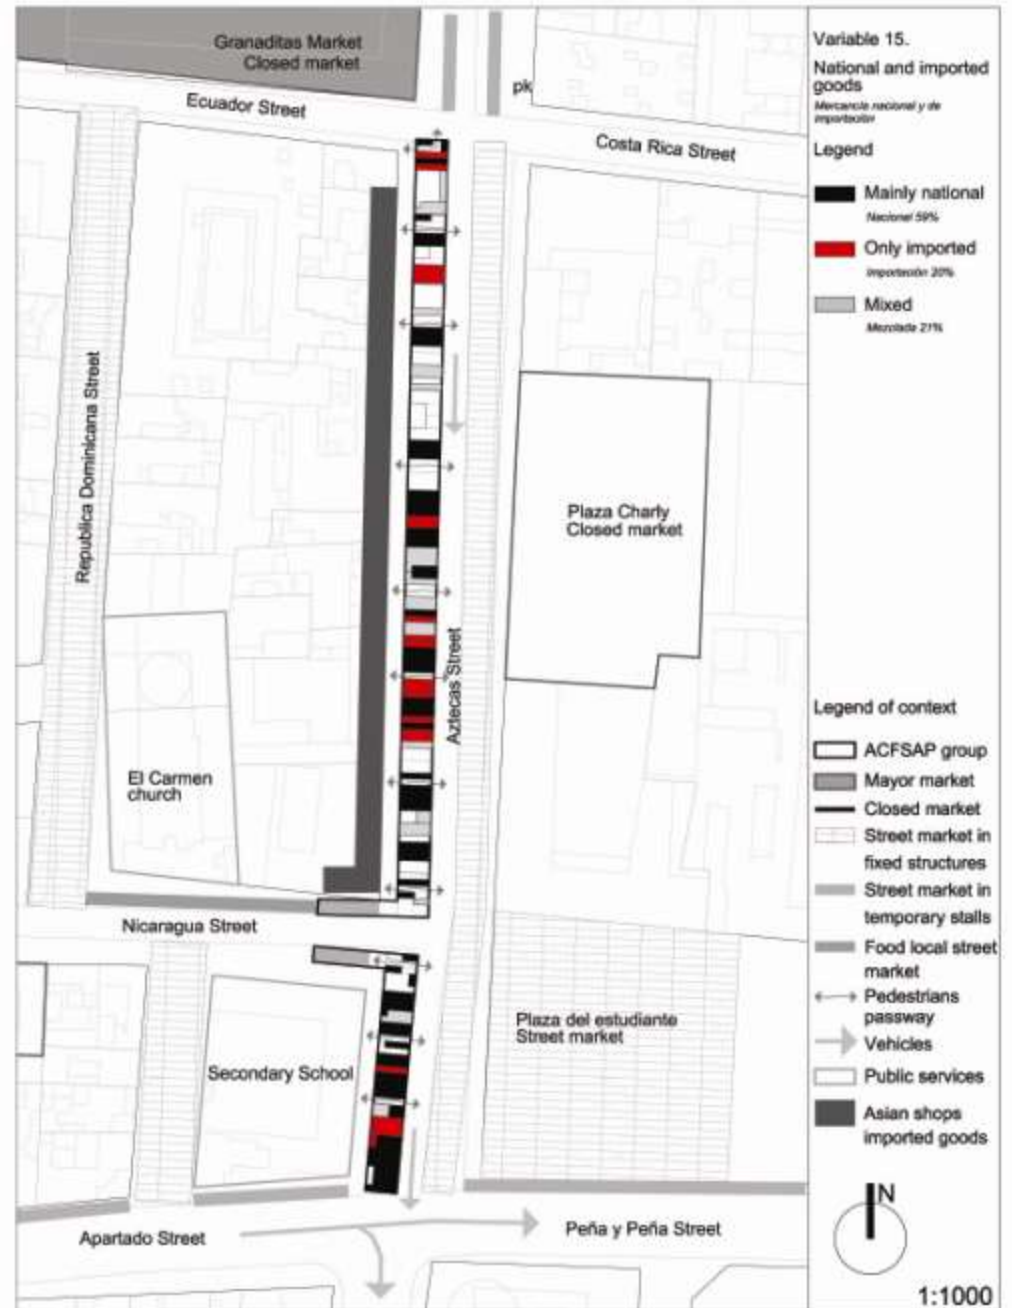 Granaditas Market
Closed market
Ecuador Street
pk
Costa Rica Street
Republica Dominicana Street
Plaza Charly
Closed market
Aztecas Street
El Carmen
church
Nicaragua Street
Plaza del estudiante
Street market
Secondary School
Apartado Street
Peña y Peña Street
Variable 15.
National and imported
goods
Mercancia nacional y de
importación
Legend
Mainly national
Nacional 59%
Only imported
Importación 20%
Mixed
Mezclada 21%
Legend of context
ACFSAP group
Mayor market
Closed market
Street market in
fixed structures
Street market in
temporary stalls
Food local street
market
Pedestrians
passway
Vehicles
Public services
Asian shops
imported goods
N
1:1000